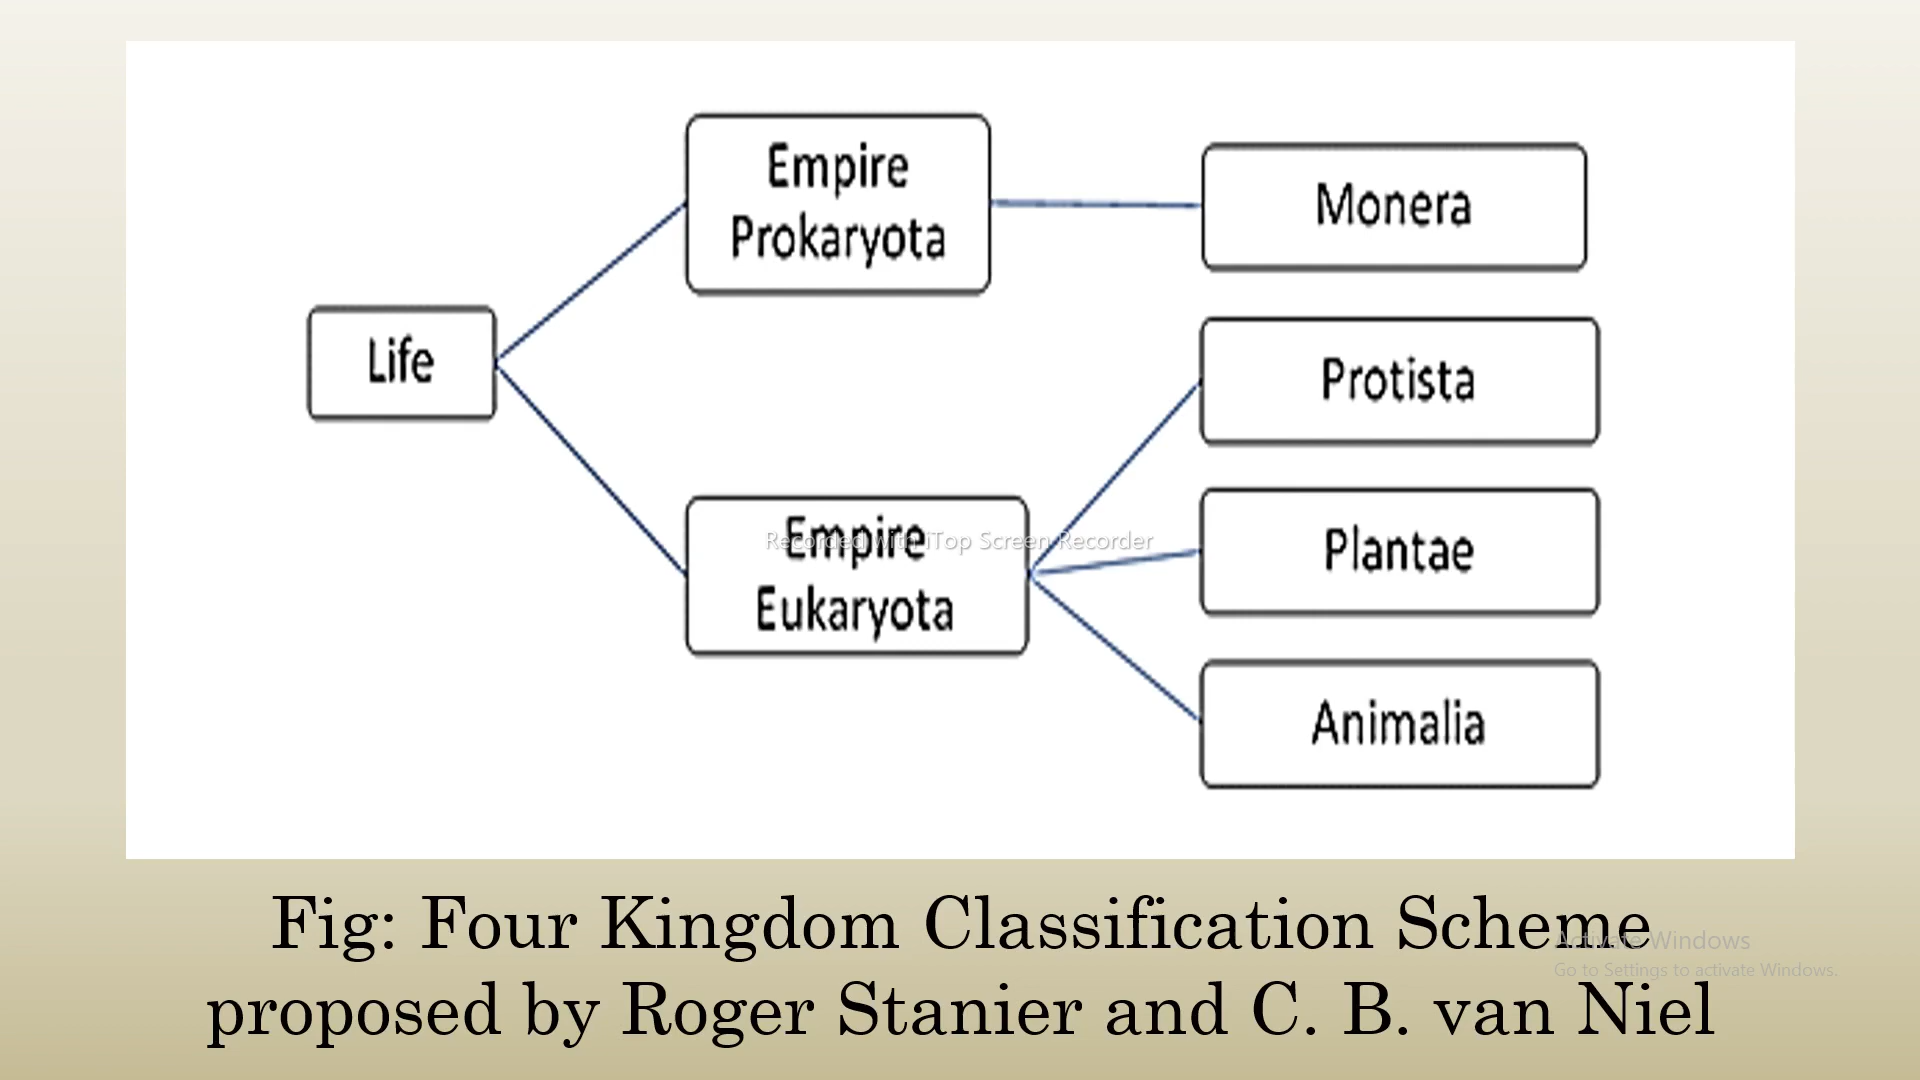 Empire
Prokaryota
Monera
Life
Protista
Empire
Eukaryota
Recorded with iTop Screen Recorder
Plantae
Animalia
Fig: Four Kingdom Classification Scheme
proposed by Roger Stanier and C. B. van Niel
Activate Windows
Go to Settings to activate Windows.